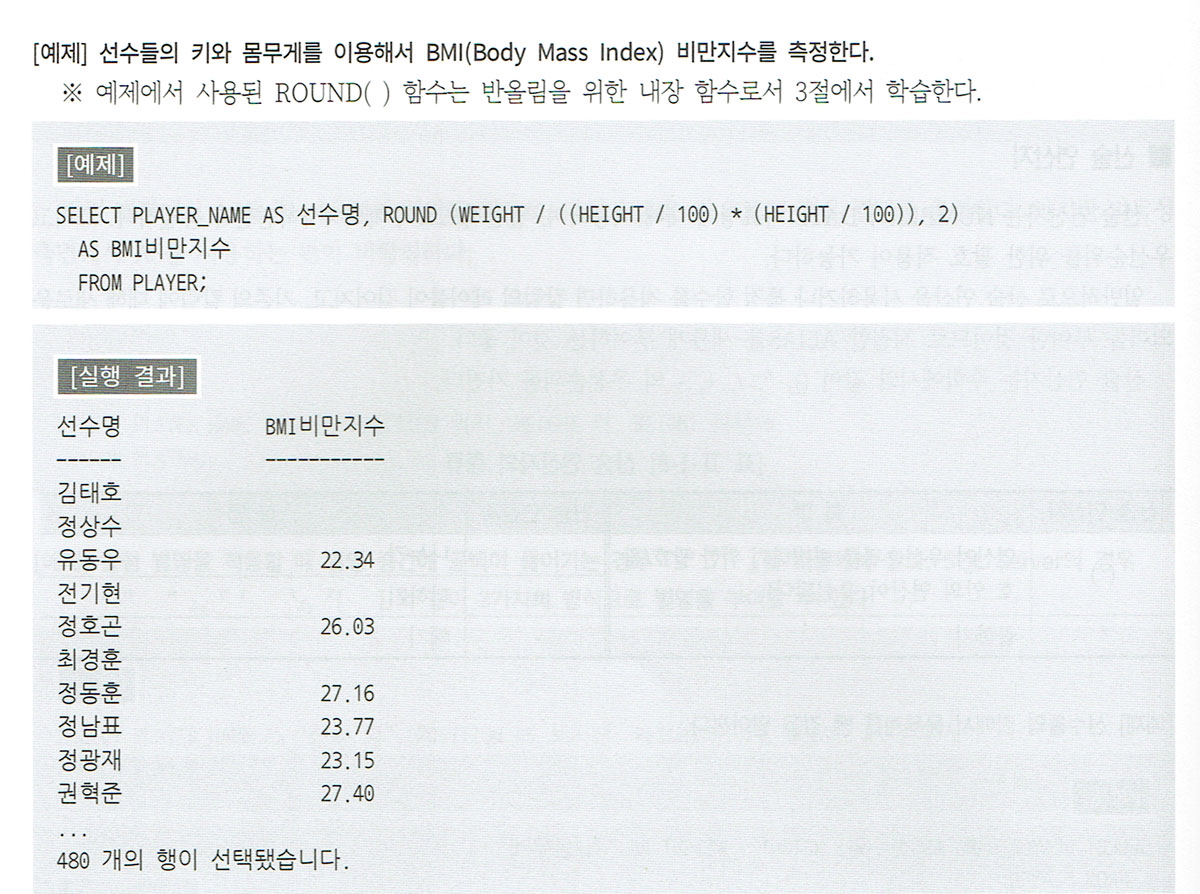 [예제] 선수들의 키와 몸무게를 이용해서 BMI(Body Mass Index) 비만지수를 측정한다.
※ 예제에서 사용된 ROUND( ) 함수는 반올림을 위한 내장 함수로서 3절에서 학습한다.
[예제]
SELECT PLAYER_NAME AS 선수명, ROUND (WEIGHT / ((HEIGHT / 100) * (HEIGHT / 100)), 2)
AS BMI비만지수
FROM PLAYER;
[실행 결과]
선수명 BMI비만지수
------ -----------
김태호
정상수
유동우 22.34
전기현
정호곤 26.03
최경훈
정동훈 27.16
정남표 23.77
정광재 23.15
권혁준 27.40
...
480 개의 행이 선택됐습니다.